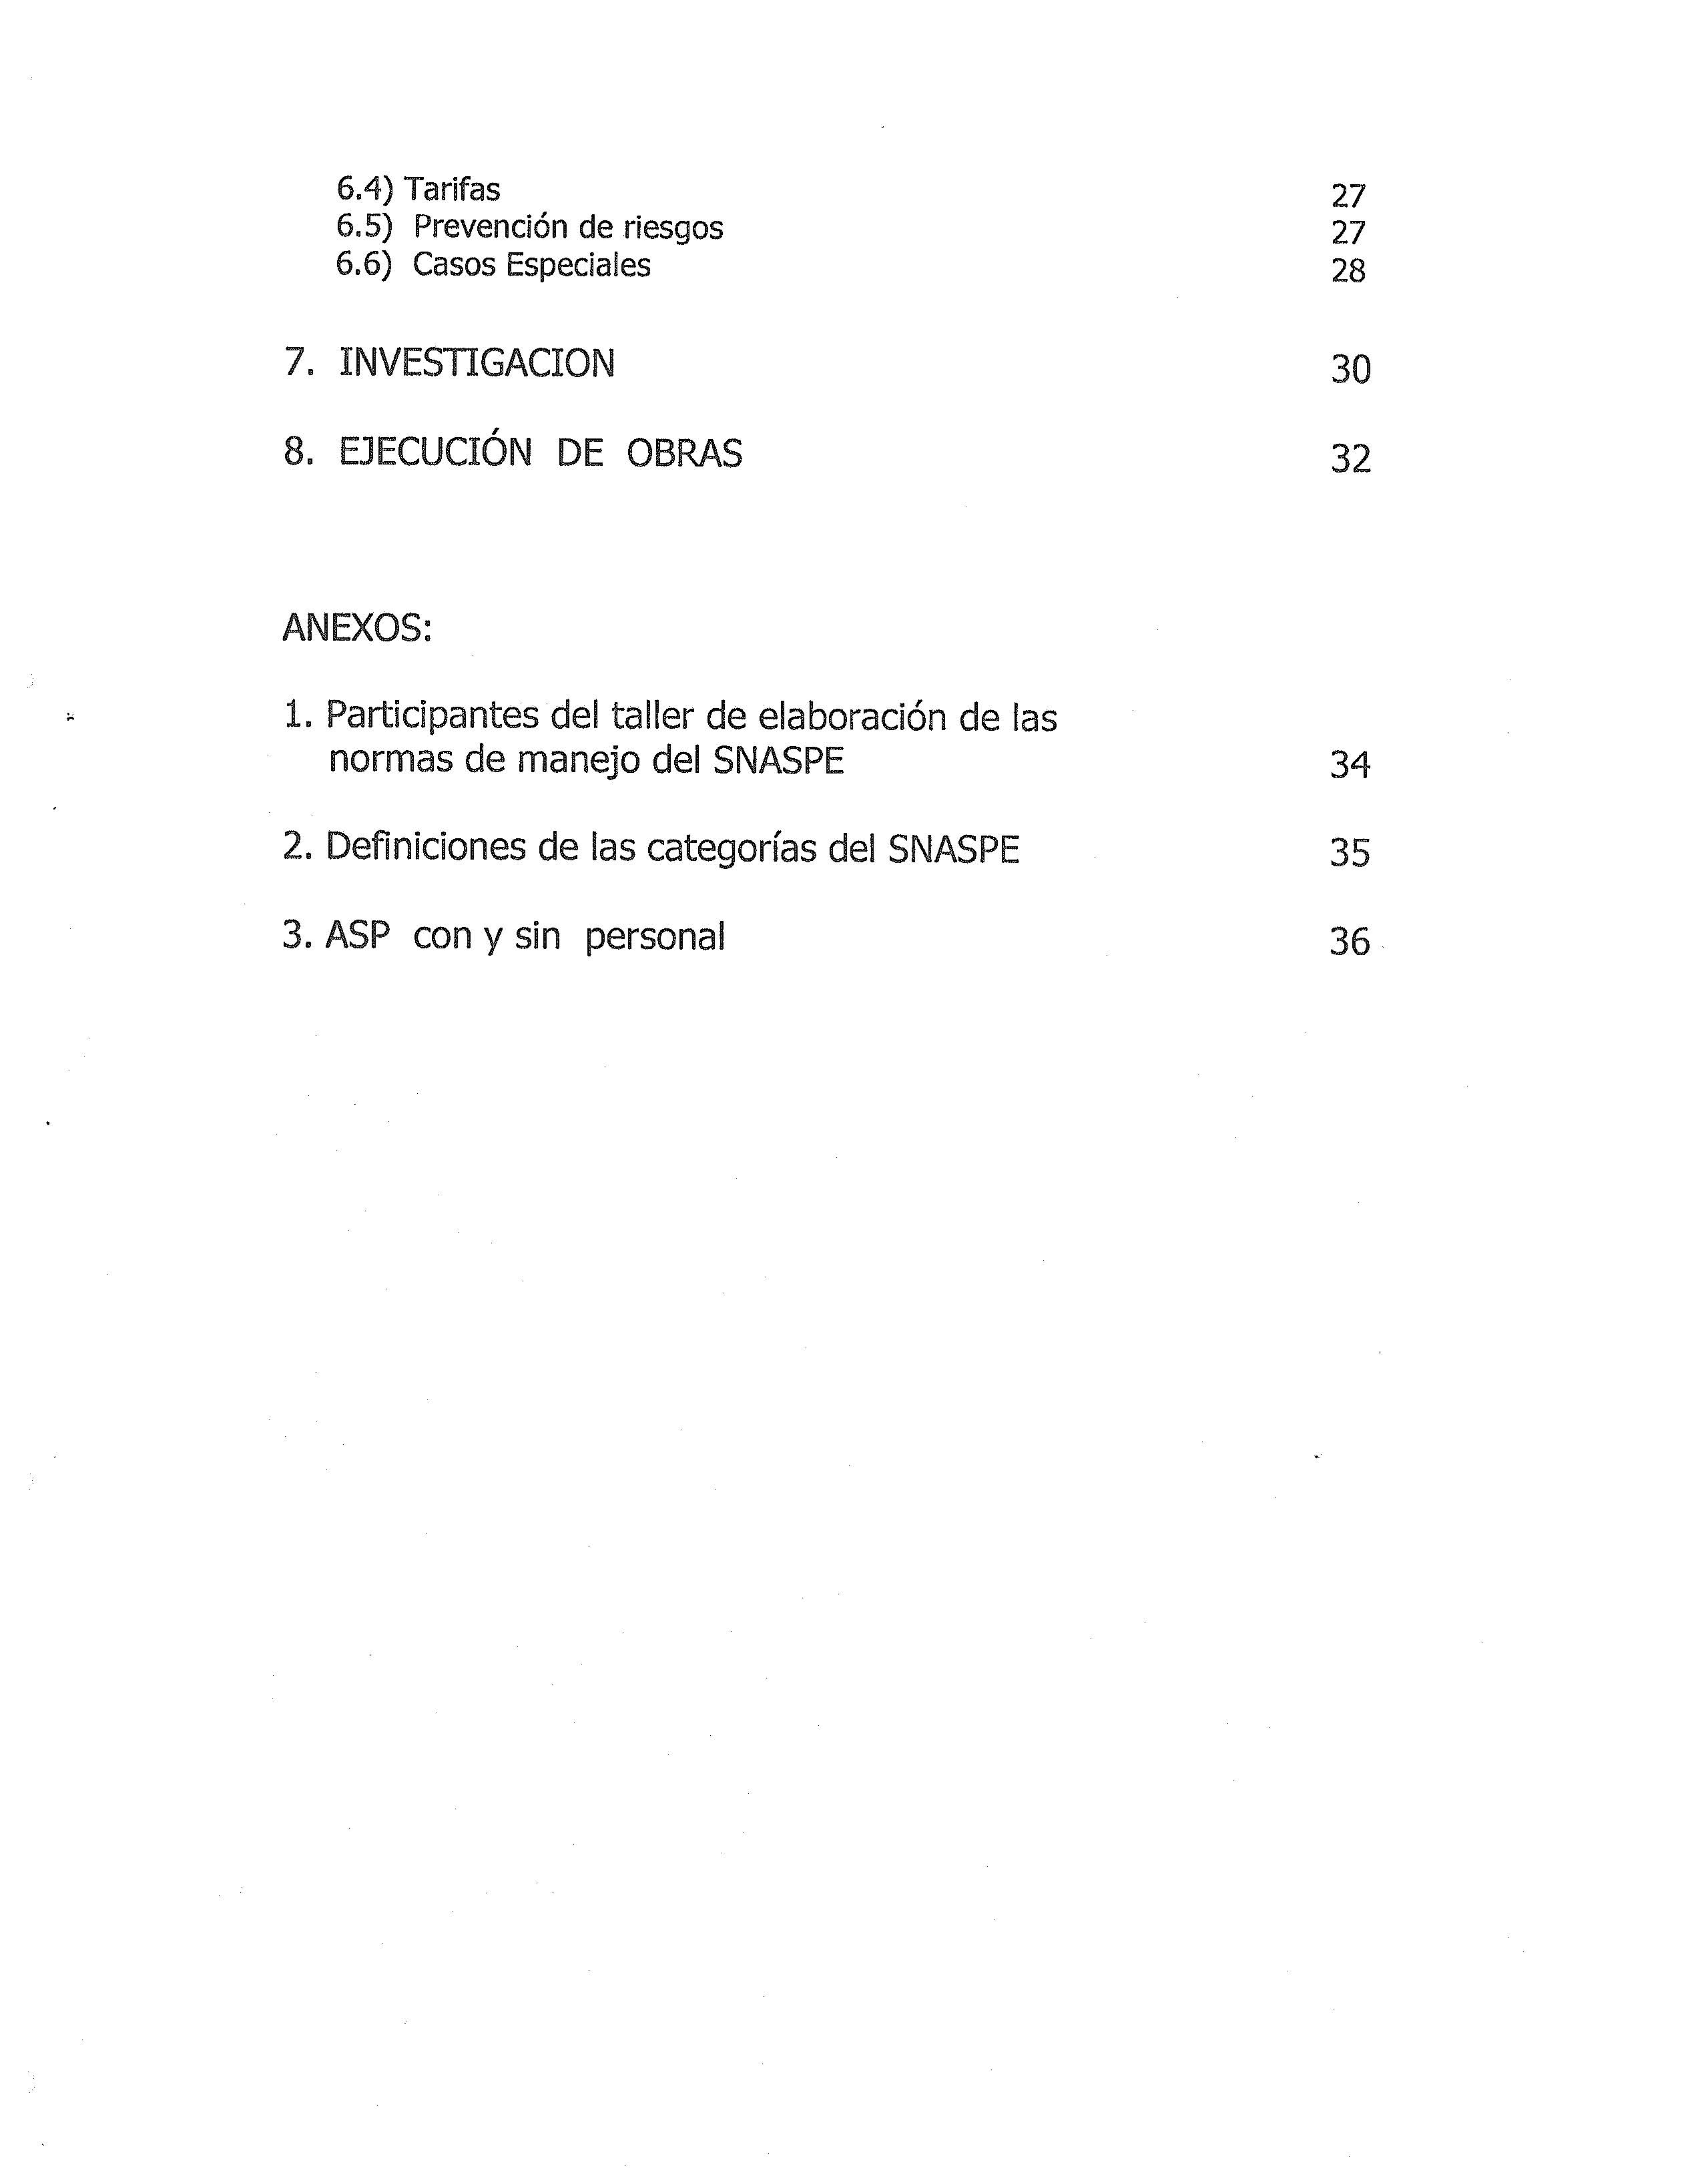 6.4) Tarifas 27
6.5) Prevención de riesgos 27
6.6) Casos Especiales 28
7. INVESTIGACION 30
8. EJECUCIÓN DE OBRAS 32
ANEXOS:
1. Participantes del taller de elaboración de las
normas de manejo del SNASPE 34
2. Definiciones de las categorías del SNASPE 35
3. ASP con y sin personal 36